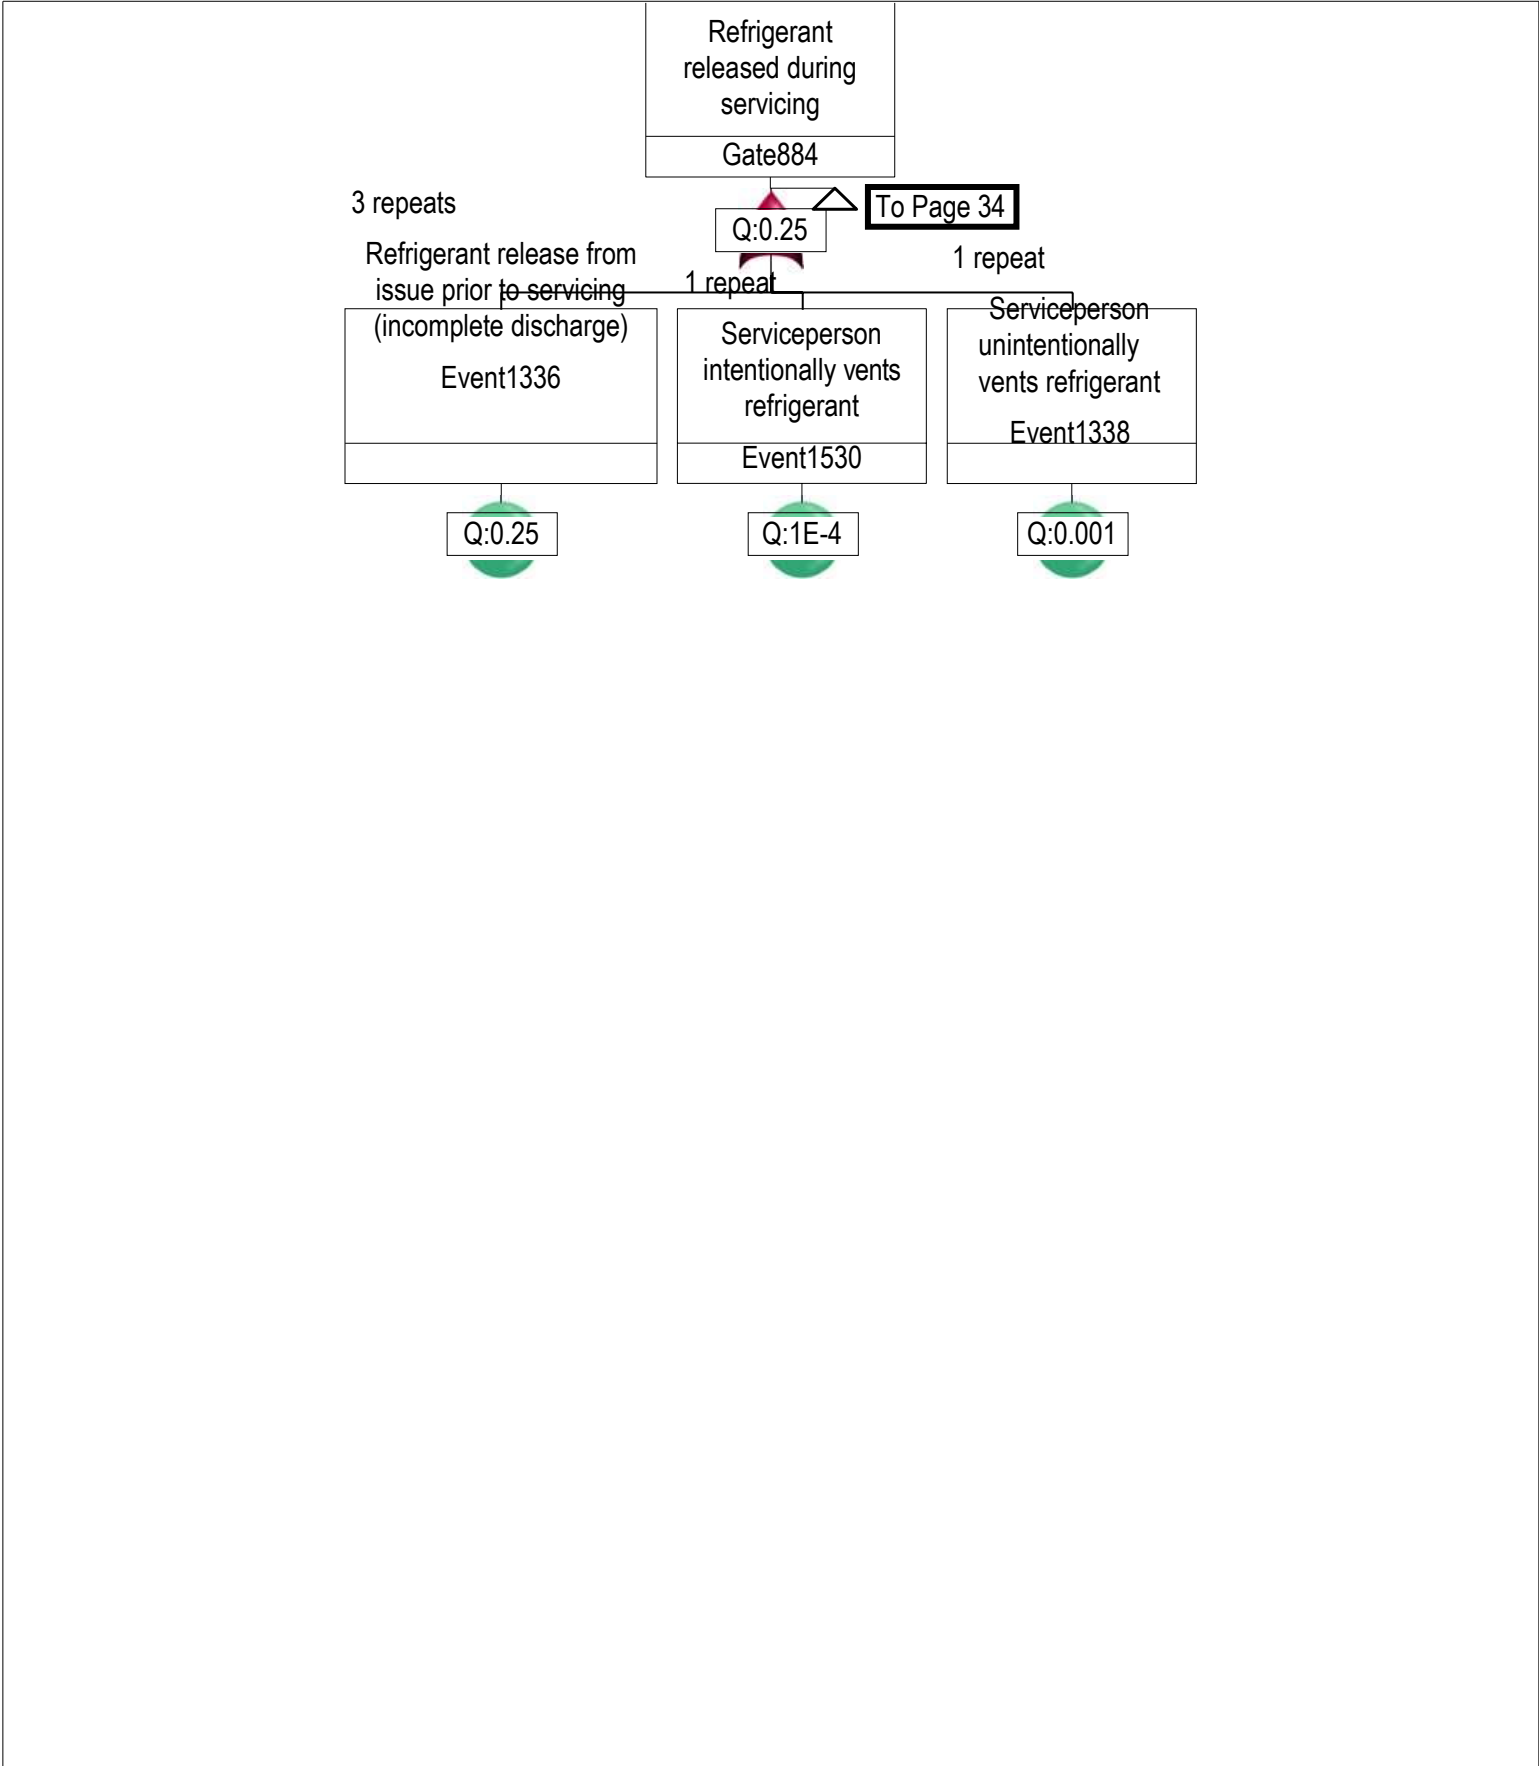 Refrigerant
released during
servicing
Gate884
3 repeats
To Page 34
Q:0.25
Refrigerant release from
issue prior to servicing
(incomplete discharge)
Event1336
1 repeat
Serviceperson
intentionally vents
refrigerant
Event1530
1 repeat
Serviceperson
unintentionally
vents refrigerant
Event1338
Q:0.25
Q:1E-4
Q:0.001